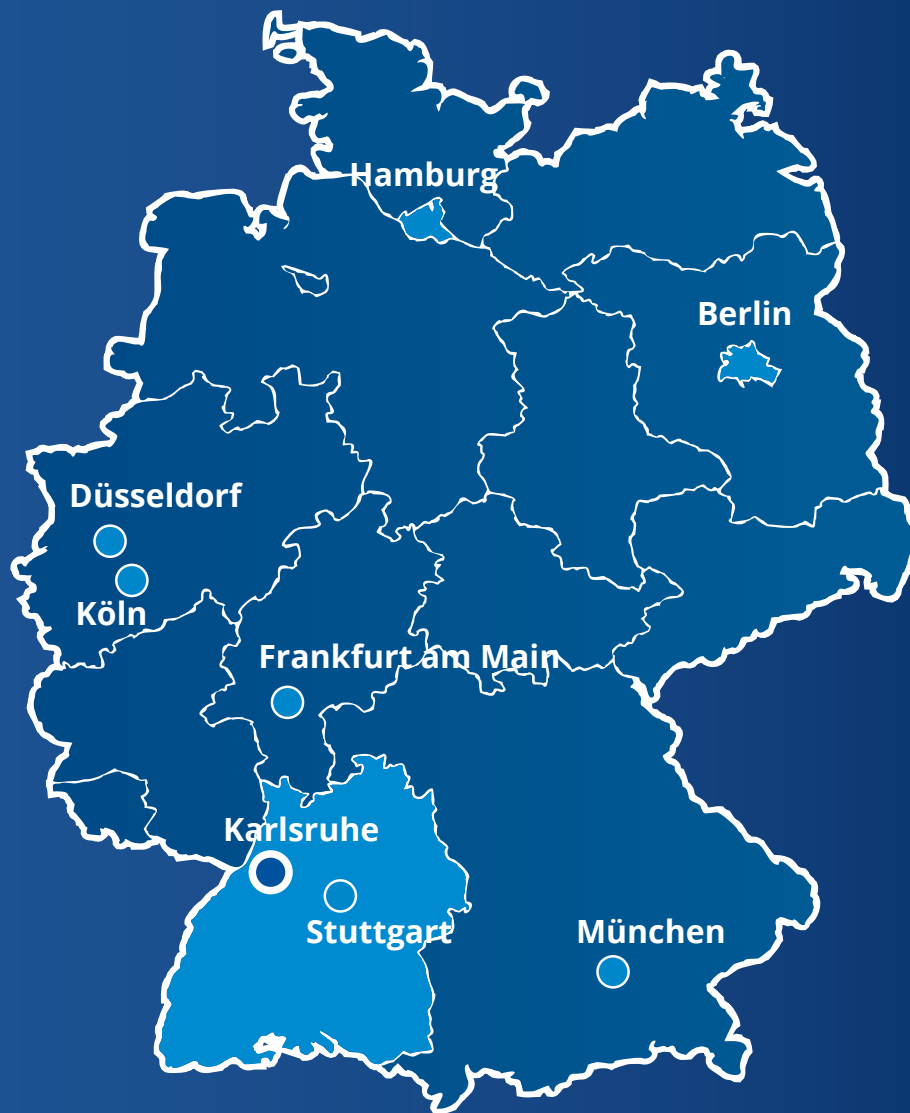 Hamburg
Berlin
Düsseldorf
Köln
Frankfurt am Main
Karlsruhe
Stuttgart
München